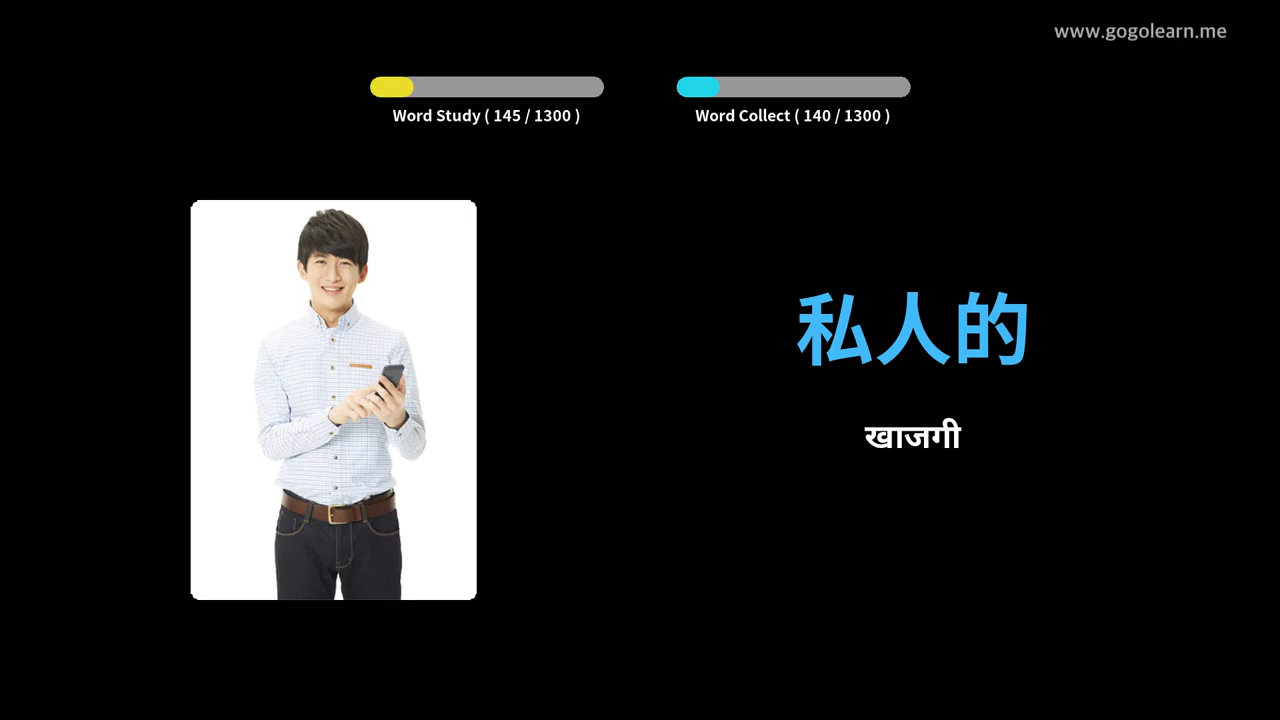 www.gogolearn.me
Word Study ( 145 / 1300 )
Word Collect ( 140 / 1300 )
私人的
खाजगी